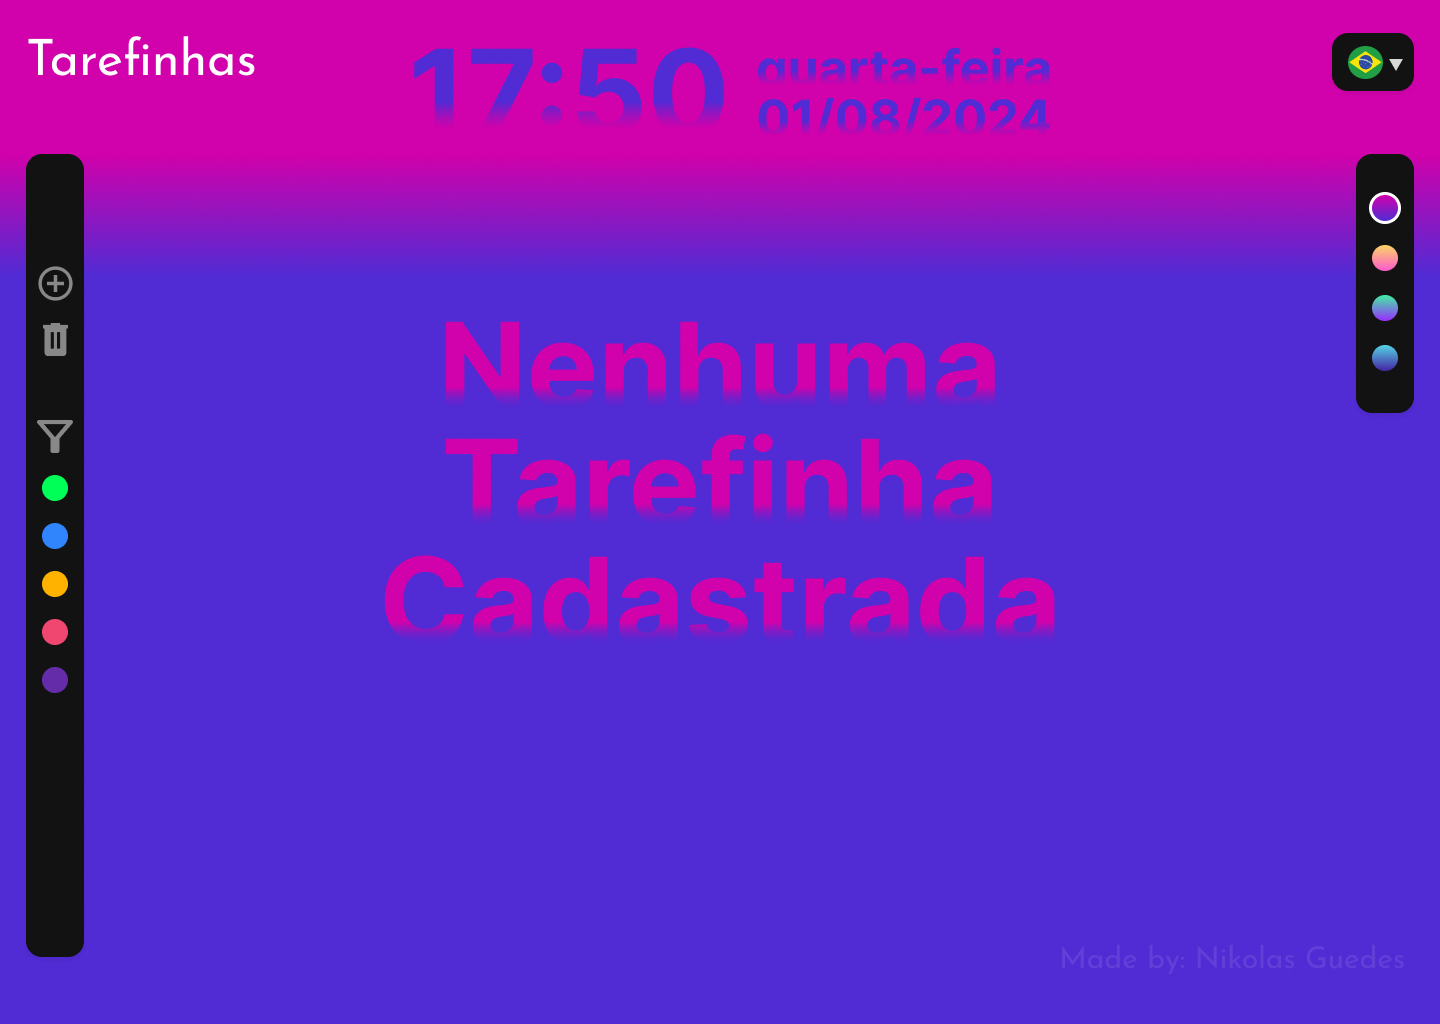 Tarefinhas
17:50
quarta-feira
01/08/2024
Nenhuma
Tarefinha
Cadastrada
Made by: Nikolas Guedes